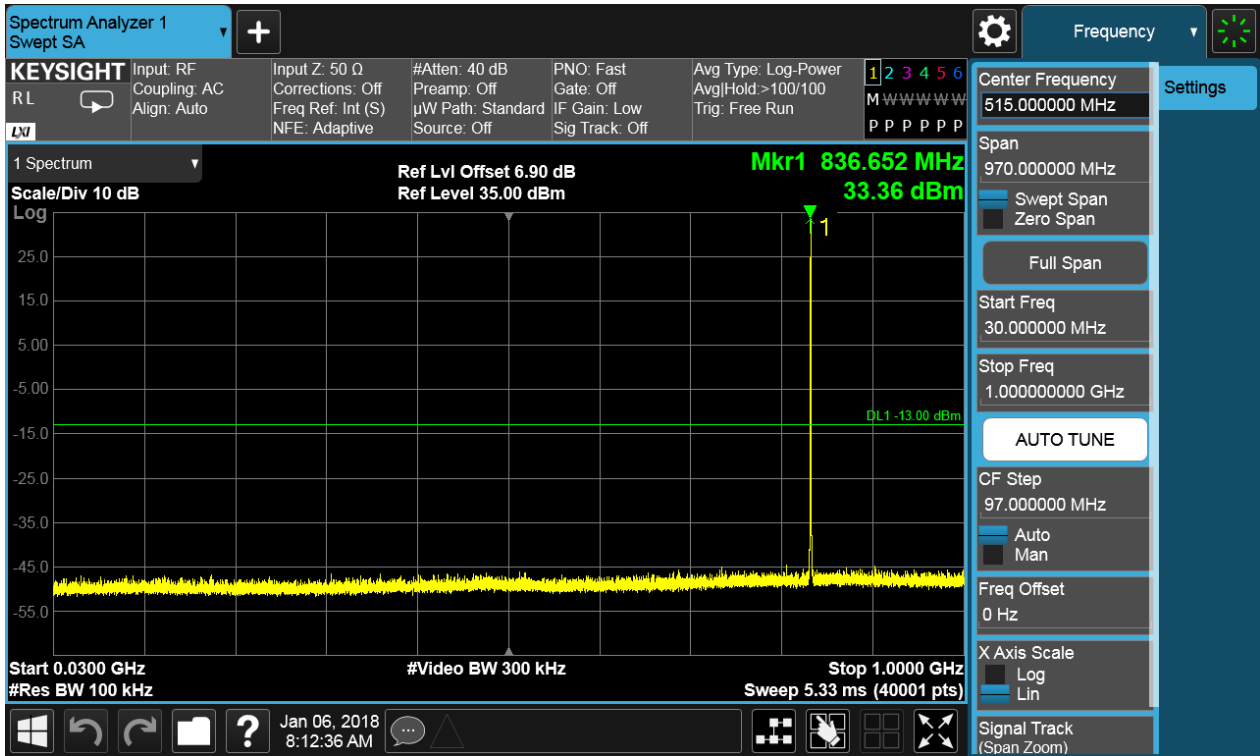 Spectrum Analyzer 1
Swept SA
Frequency
KEYSIGHT
R L
LXI
Input: RF
Coupling: AC
Align: Auto
Input Z: 50 Ω
Corrections: Off
Freq Ref: Int (S)
NFE: Adaptive
#Atten: 40 dB
Preamp: Off
µW Path: Standard
Source: Off
PNO: Fast
Gate: Off
IF Gain: Low
Sig Track: Off
Avg Type: Log-Power
Avg|Hold:>100/100
Trig: Free Run
1 2 3 4 5 6
M W W W W W
P P P P P P
1 Spectrum
Scale/Div 10 dB
Log
Ref Lvl Offset 6.90 dB
Ref Level 35.00 dBm
Mkr1 836.652 MHz
33.36 dBm
1
25.0
15.0
5.00
-5.00
-15.0
-25.0
-35.0
-45.0
-55.0
DL1 -13.00 dBm
Start 0.0300 GHz
#Res BW 100 kHz
#Video BW 300 kHz
Stop 1.0000 GHz
Sweep 5.33 ms (40001 pts)
Center Frequency
515.000000 MHz
Span
970.000000 MHz
Swept Span
Zero Span
Full Span
Start Freq
30.000000 MHz
Stop Freq
1.000000000 GHz
AUTO TUNE
CF Step
97.000000 MHz
Auto
Man
Freq Offset
0 Hz
X Axis Scale
Log
Lin
Signal Track
(Span Zoom)
Settings
?
Jan 06, 2018
8:12:36 AM